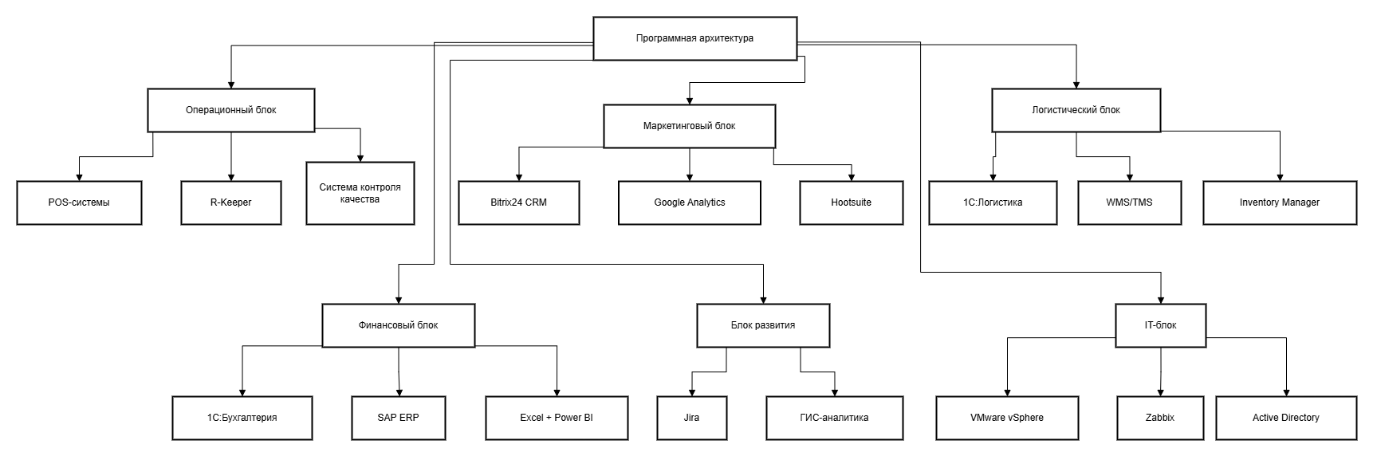 Программная архитектура
Операционный блок
Маркетинговый блок
Логистический блок
POS-системы
R-Keeper
Система контроля
качества
Bitrix24 CRM
Google Analytics
Hootsuite
1С:Логистика
WMS/TMS
Inventory Manager
Финансовый блок
Блок развития
IT-блок
1С:Бухгалтерия
SAP ERP
Excel + Power BI
Jira
ГИС-аналитика
VMware vSphere
Zabbix
Active Directory